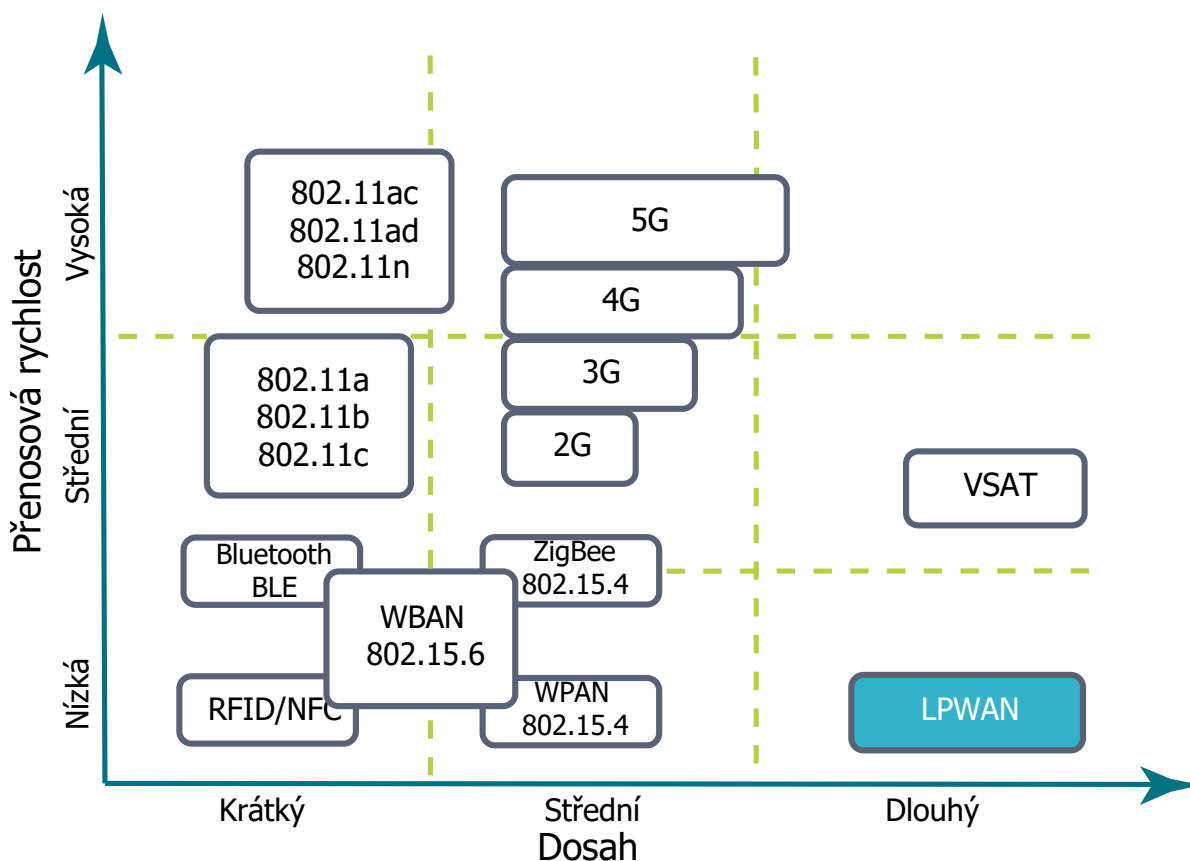 Přenosová rychlost
Vysoká
Střední
Nízká
802.11ac
802.11ad
802.11n
5G
4G
802.11a
802.11b
802.11c
3G
2G
VSAT
Bluetooth
BLE
ZigBee
802.15.4
WBAN
802.15.6
RFID/NFC
WPAN
802.15.4
LPWAN
Krátký
Střední
Dlouhý
Dosah